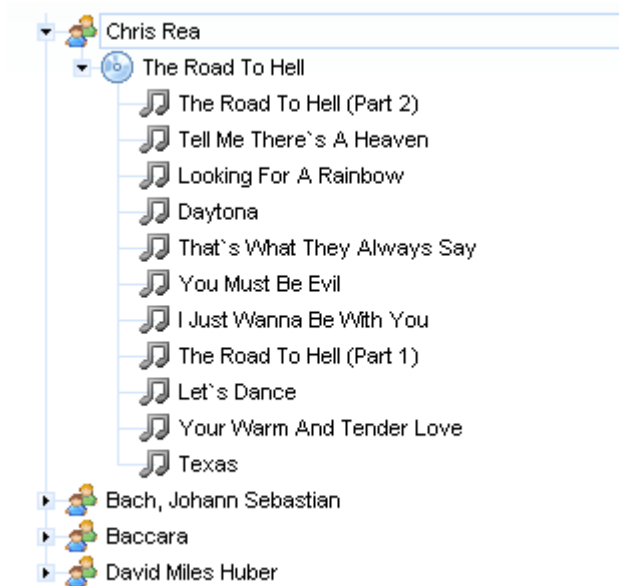 Chris Rea
The Road To Hell
The Road To Hell (Part 2)
Tell Me There`s A Heaven
Looking For A Rainbow
Daytona
That`s What They Always Say
You Must Be Evil
I Just Wanna Be With You
The Road To Hell (Part 1)
Let`s Dance
Your Warm And Tender Love
Texas
Bach, Johann Sebastian
Baccara
David Miles Huber